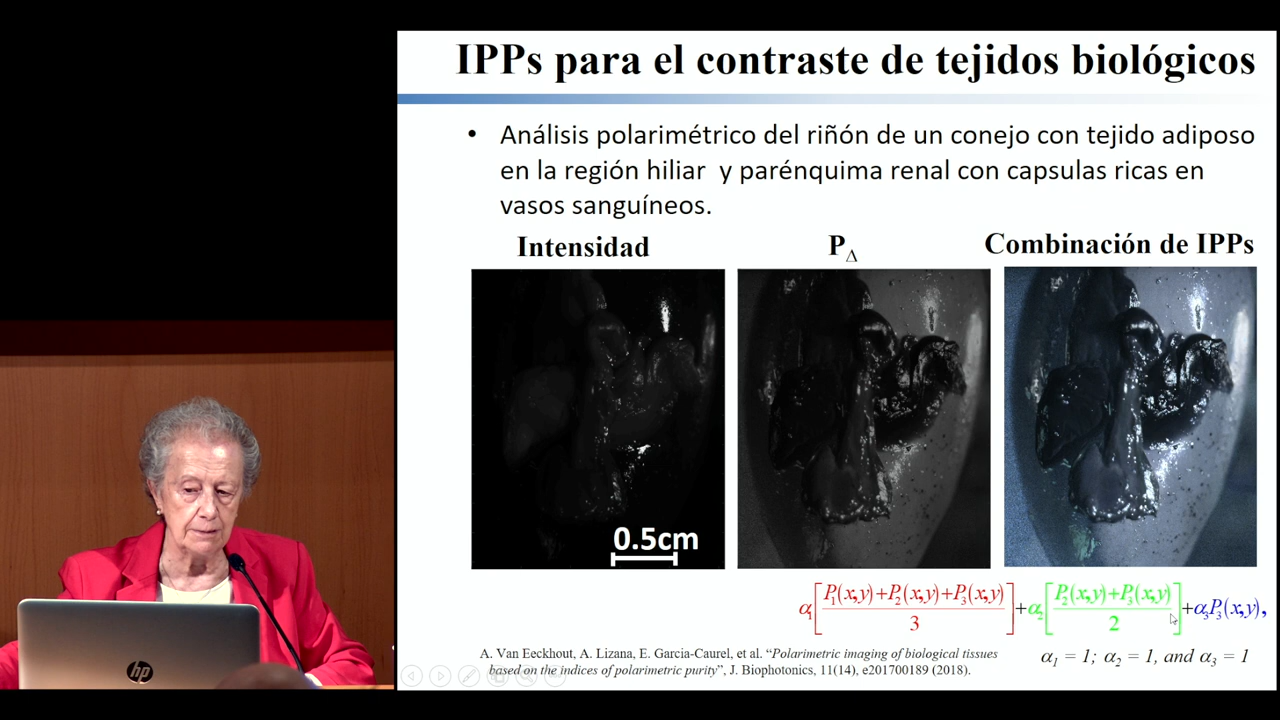 IPPs para el contraste de tejidos biológicos
• Análisis polarimétrico del riñón de un conejo con tejido adiposo
en la región hiliar y parénquima renal con capsulas ricas en
vasos sanguíneos.
Intensidad
P_Δ
Combinación de IPPs
0.5cm
α₁[(P₁(x,y)+P₂(x,y)+P₃(x,y))/3]+α₂[(P₂(x,y)+P₃(x,y))/2]+α₃P₃(x,y),
α₁ = 1; α₂ = 1, and α₃ = 1
A. Van Eeckhout, A. Lizana, E. Garcia-Caurel, et al. “Polarimetric imaging of biological tissues
based on the indices of polarimetric purity”, J. Biophotonics, 11(14), e201700189 (2018).
hp